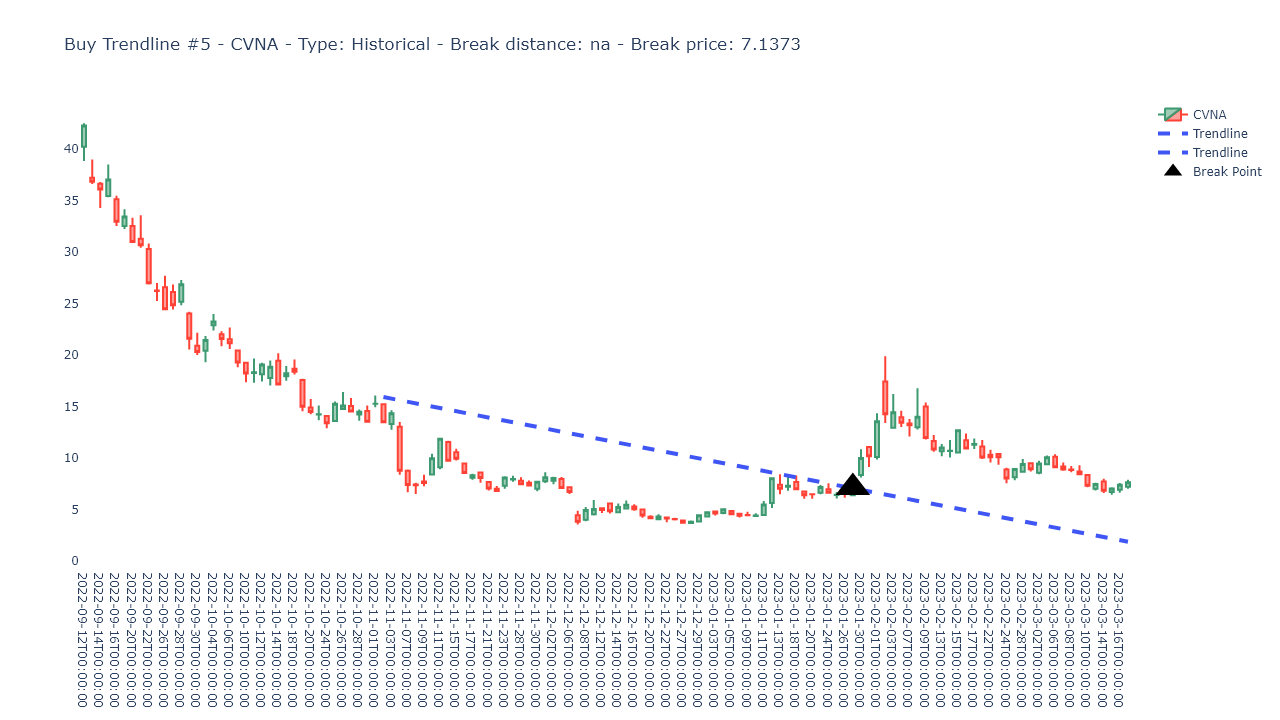 Buy Trendline #5 - CVNA - Type: Historical - Break distance: na - Break price: 7.1373
CVNA
Trendline
Trendline
Break Point
40
35
30
25
20
15
10
5
0
2022-09-12T00:00:00
2022-09-14T00:00:00
2022-09-16T00:00:00
2022-09-20T00:00:00
2022-09-22T00:00:00
2022-09-26T00:00:00
2022-09-28T00:00:00
2022-09-30T00:00:00
2022-10-04T00:00:00
2022-10-06T00:00:00
2022-10-10T00:00:00
2022-10-12T00:00:00
2022-10-14T00:00:00
2022-10-18T00:00:00
2022-10-20T00:00:00
2022-10-24T00:00:00
2022-10-26T00:00:00
2022-10-28T00:00:00
2022-11-01T00:00:00
2022-11-03T00:00:00
2022-11-07T00:00:00
2022-11-09T00:00:00
2022-11-11T00:00:00
2022-11-15T00:00:00
2022-11-17T00:00:00
2022-11-21T00:00:00
2022-11-23T00:00:00
2022-11-28T00:00:00
2022-11-30T00:00:00
2022-12-02T00:00:00
2022-12-06T00:00:00
2022-12-08T00:00:00
2022-12-12T00:00:00
2022-12-14T00:00:00
2022-12-16T00:00:00
2022-12-20T00:00:00
2022-12-22T00:00:00
2022-12-27T00:00:00
2022-12-29T00:00:00
2023-01-03T00:00:00
2023-01-05T00:00:00
2023-01-09T00:00:00
2023-01-11T00:00:00
2023-01-13T00:00:00
2023-01-18T00:00:00
2023-01-20T00:00:00
2023-01-24T00:00:00
2023-01-26T00:00:00
2023-01-30T00:00:00
2023-02-01T00:00:00
2023-02-03T00:00:00
2023-02-07T00:00:00
2023-02-09T00:00:00
2023-02-13T00:00:00
2023-02-15T00:00:00
2023-02-17T00:00:00
2023-02-22T00:00:00
2023-02-24T00:00:00
2023-02-28T00:00:00
2023-03-02T00:00:00
2023-03-06T00:00:00
2023-03-08T00:00:00
2023-03-10T00:00:00
2023-03-14T00:00:00
2023-03-16T00:00:00